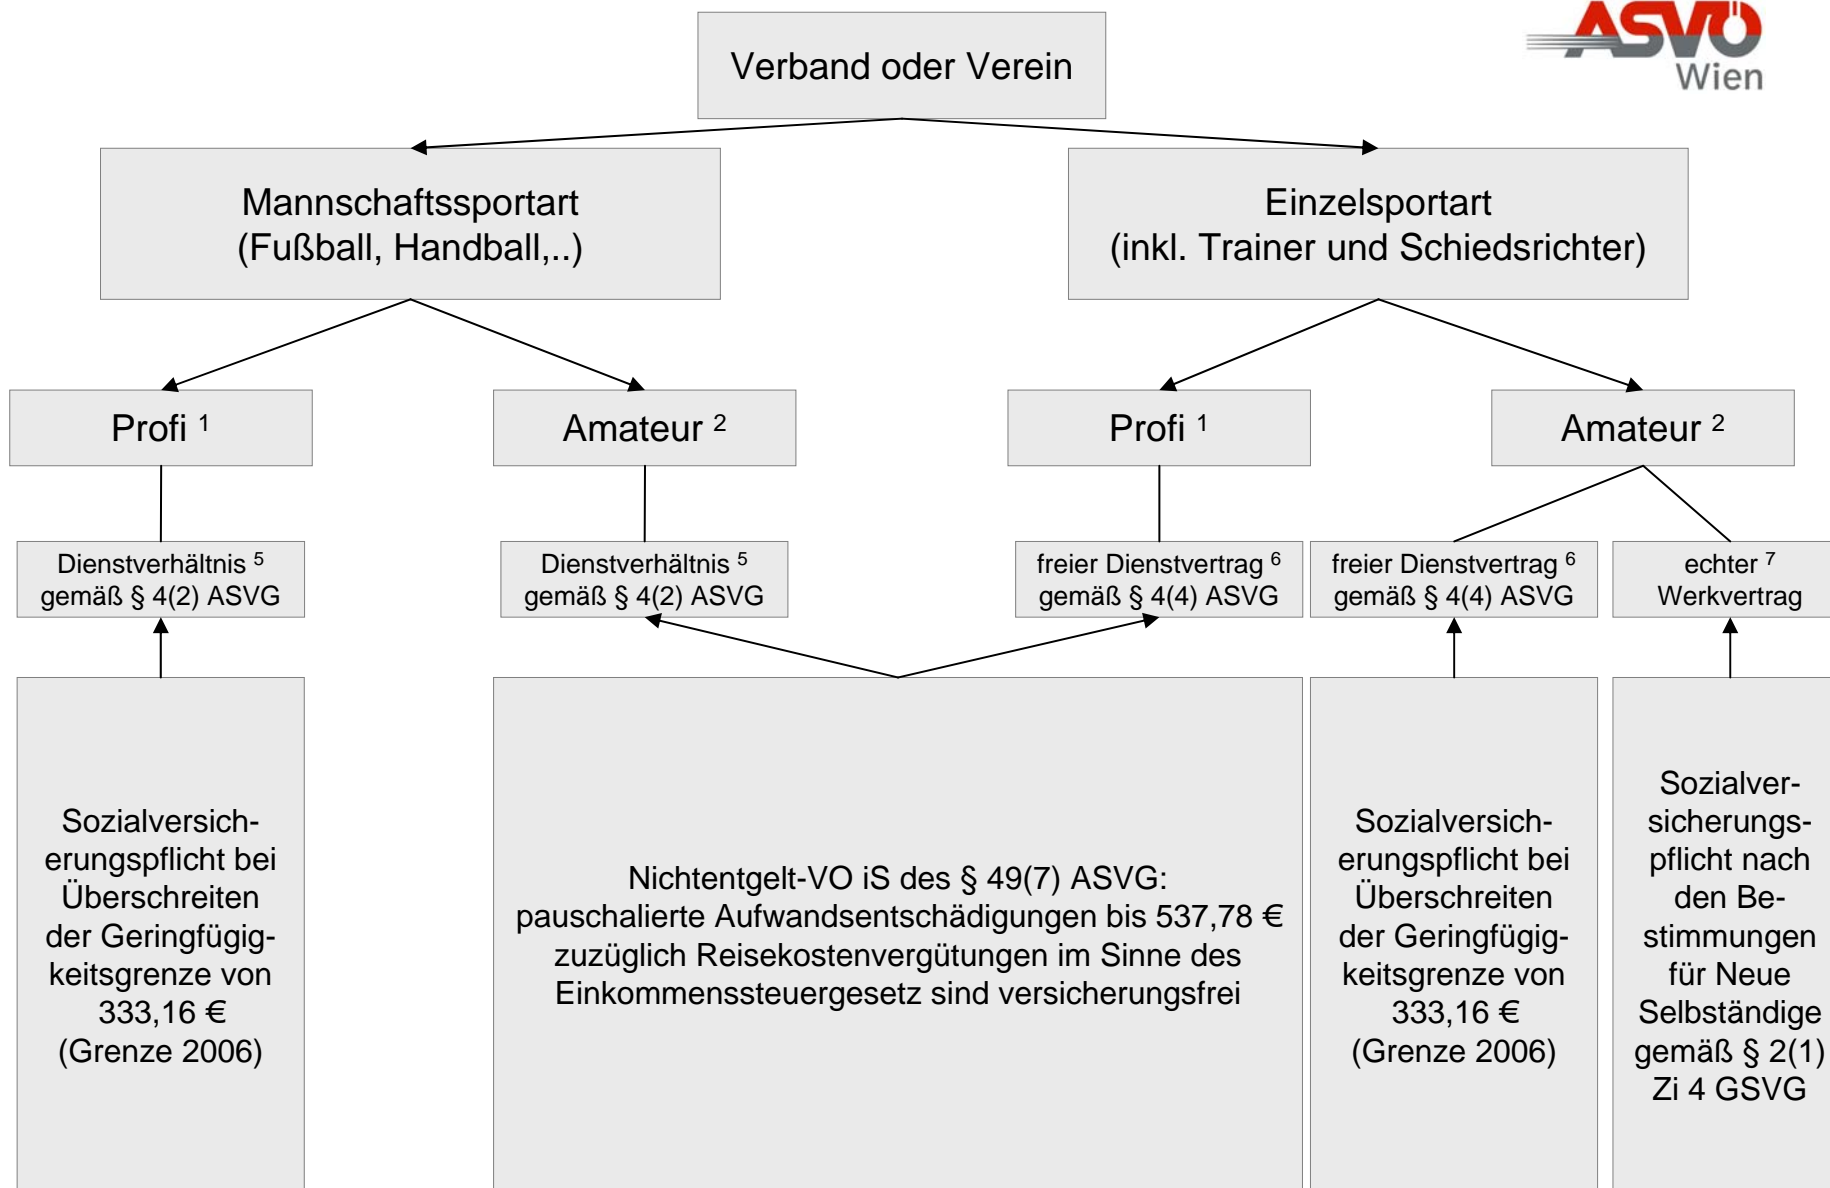 ASVÖ
Wien
Verband oder Verein
Mannschaftssportart
(Fußball, Handball,..)
Einzelsportart
(inkl. Trainer und Schiedsrichter)
Profi 1
Amateur 2
Profi 1
Amateur 2
Dienstverhältnis 5
gemäß § 4(2) ASVG
Dienstverhältnis 5
gemäß § 4(2) ASVG
freier Dienstvertrag 6
gemäß § 4(4) ASVG
freier Dienstvertrag 6
gemäß § 4(4) ASVG
echter 7
Werkvertrag
Sozialversich-
erungspflicht bei
Überschreiten
der Geringfügig-
keitsgrenze von
333,16 €
(Grenze 2006)
Nichtentgelt-VO iS des § 49(7) ASVG:
pauschalierte Aufwandsentschädigungen bis 537,78 €
zuzüglich Reisekostenvergütungen im Sinne des
Einkommenssteuergesetz sind versicherungsfrei
Sozialversich-
erungspflicht bei
Überschreiten
der Geringfügig-
keitsgrenze von
333,16 €
(Grenze 2006)
Sozialver-
sicherungs-
pflicht nach
den Be-
stimmungen
für Neue
Selbständige
gemäß § 2(1)
Zi 4 GSVG